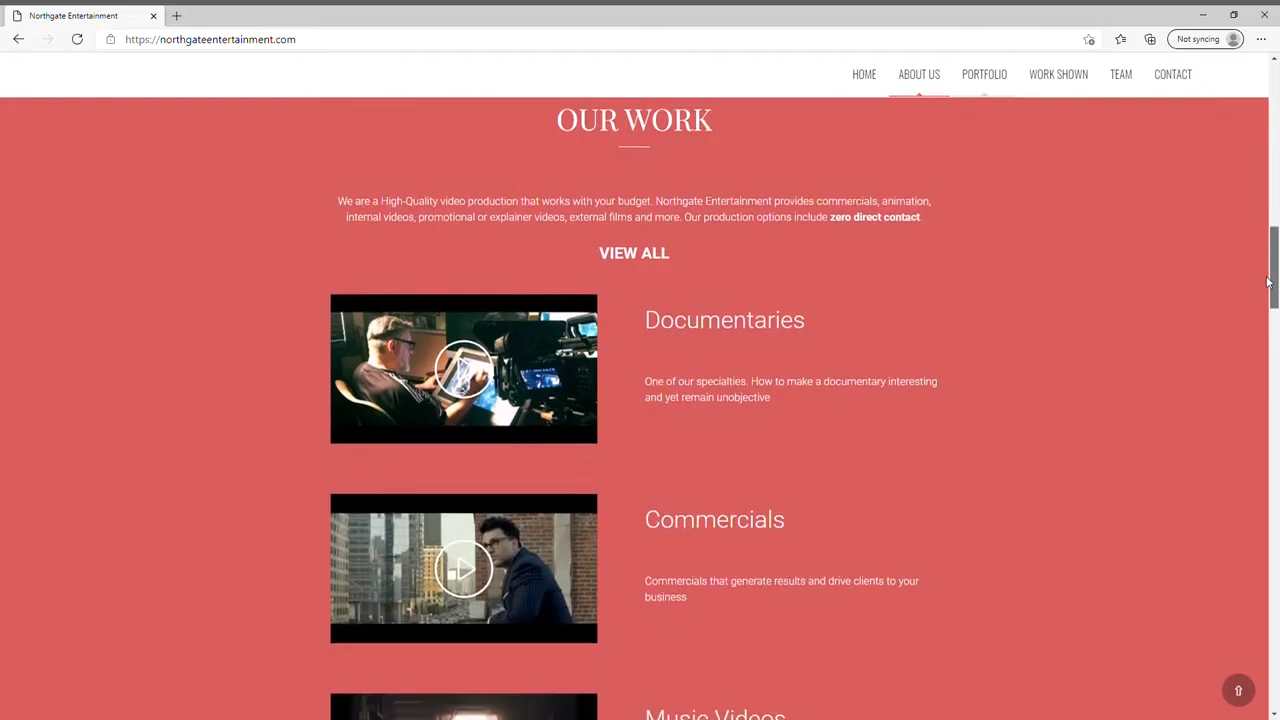 Northgate Entertainment
https://northgateentertainment.com
Not syncing
HOME
ABOUT US
PORTFOLIO
WORK SHOWN
TEAM
CONTACT
OUR WORK
We are a High-Quality video production that works with your budget. Northgate Entertainment provides commercials, animation,
internal videos, promotional or explainer videos, external films and more. Our production options include zero direct contact.
VIEW ALL
Documentaries
One of our specialties. How to make a documentary interesting
and yet remain unobjective
Commercials
Commercials that generate results and drive clients to your
business
Music Videos